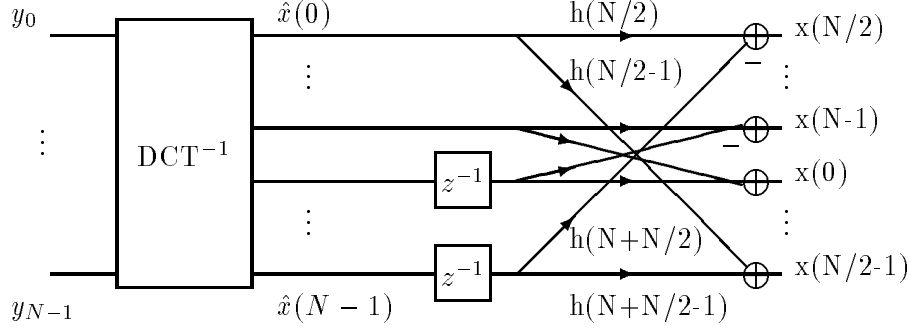 y₀ x̂(0) h(N/2) x(N/2)
h(N/2-1) −
⋮ ⋮ ⋮
x(N-1)
⋮ DCT⁻¹ −
z⁻¹ x(0)
⋮ ⋮
h(N+N/2)
z⁻¹ x(N/2-1)
y_{N−1} x̂(N − 1) h(N+N/2-1)